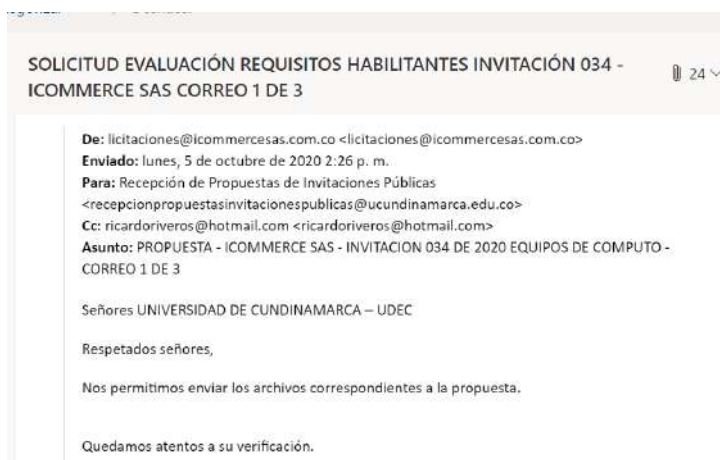 SOLICITUD EVALUACIÓN REQUISITOS HABILITANTES INVITACIÓN 034 -
ICOMMERCE SAS CORREO 1 DE 3
24
De: licitaciones@icommercesas.com.co <licitaciones@icommercesas.com.co>
Enviado: lunes, 5 de octubre de 2020 2:26 p. m.
Para: Recepción de Propuestas de Invitaciones Públicas
<recepcionpropuestasinvitacionespublicas@ucundinamarca.edu.co>
Cc: ricardoriveros@hotmail.com <ricardoriveros@hotmail.com>
Asunto: PROPUESTA - ICOMMERCE SAS - INVITACION 034 DE 2020 EQUIPOS DE COMPUTO -
CORREO 1 DE 3
Señores UNIVERSIDAD DE CUNDINAMARCA – UDEC
Respetados señores,
Nos permitimos enviar los archivos correspondientes a la propuesta.
Quedamos atentos a su verificación.